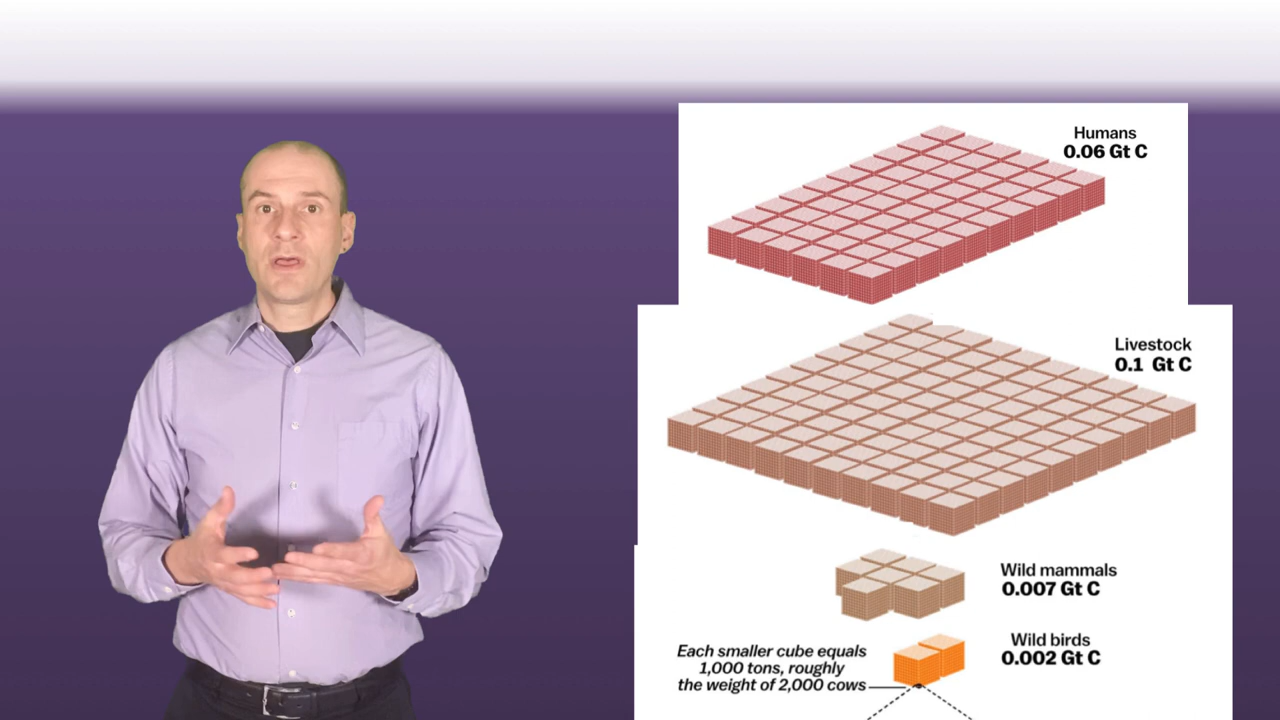 Humans
0.06 Gt C
Livestock
0.1 Gt C
Wild mammals
0.007 Gt C
Wild birds
0.002 Gt C
Each smaller cube equals
1,000 tons, roughly
the weight of 2,000 cows